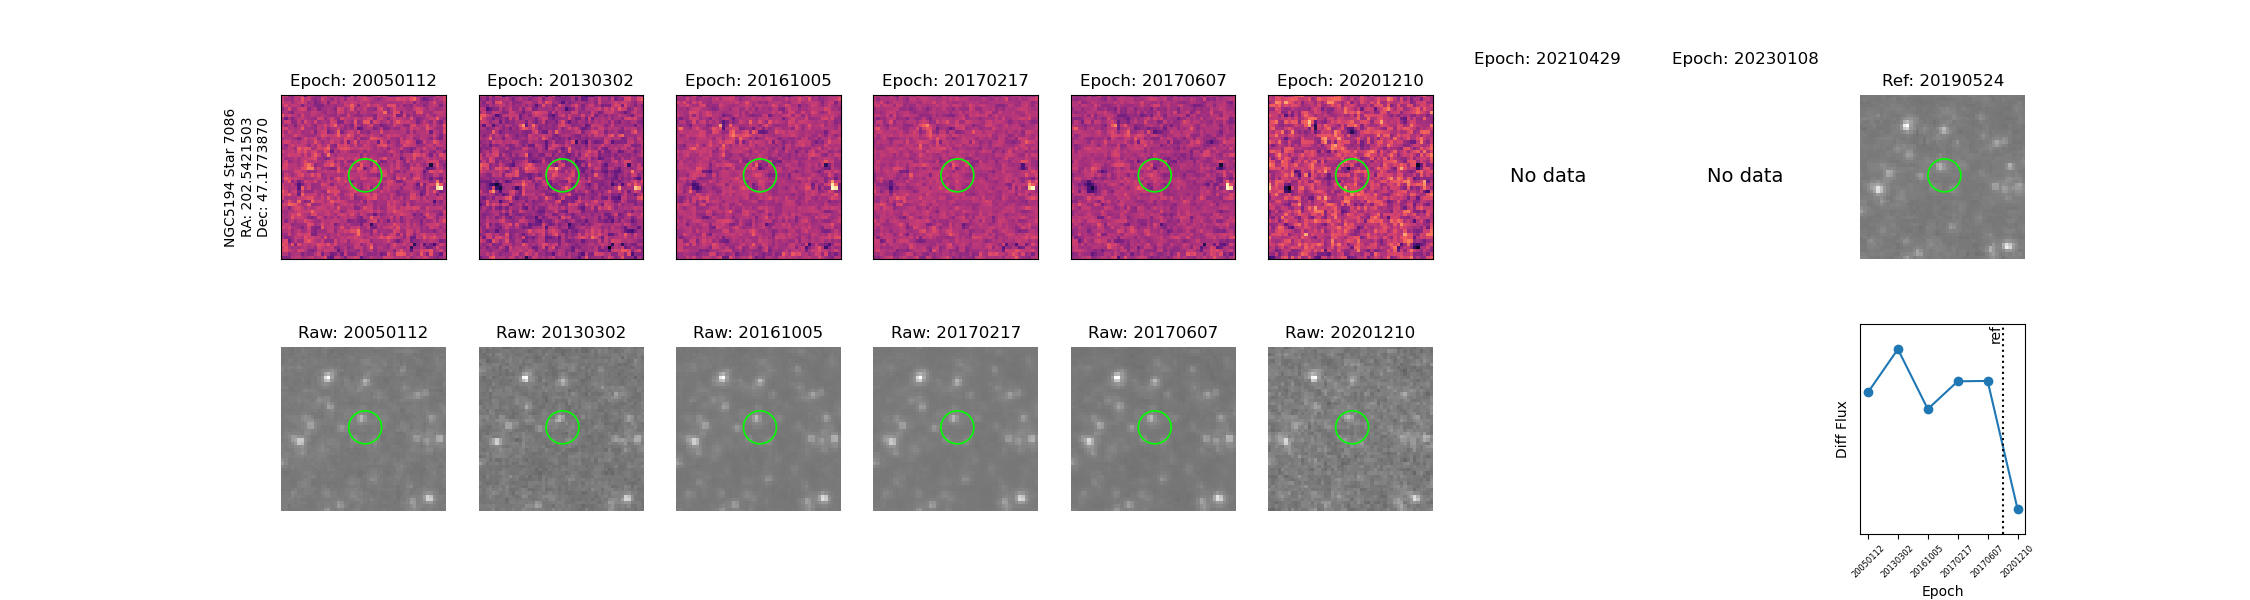 Epoch: 20050112
Epoch: 20130302
Epoch: 20161005
Epoch: 20170217
Epoch: 20170607
Epoch: 20201210
Epoch: 20210429
Epoch: 20230108
Ref: 20190524
NGC5194 Star 7086
RA: 202.5421503
Dec: 47.1773870
No data
No data
Raw: 20050112
Raw: 20130302
Raw: 20161005
Raw: 20170217
Raw: 20170607
Raw: 20201210
ref
Diff Flux
20050112
20130302
20161005
20170217
20170607
20201210
Epoch